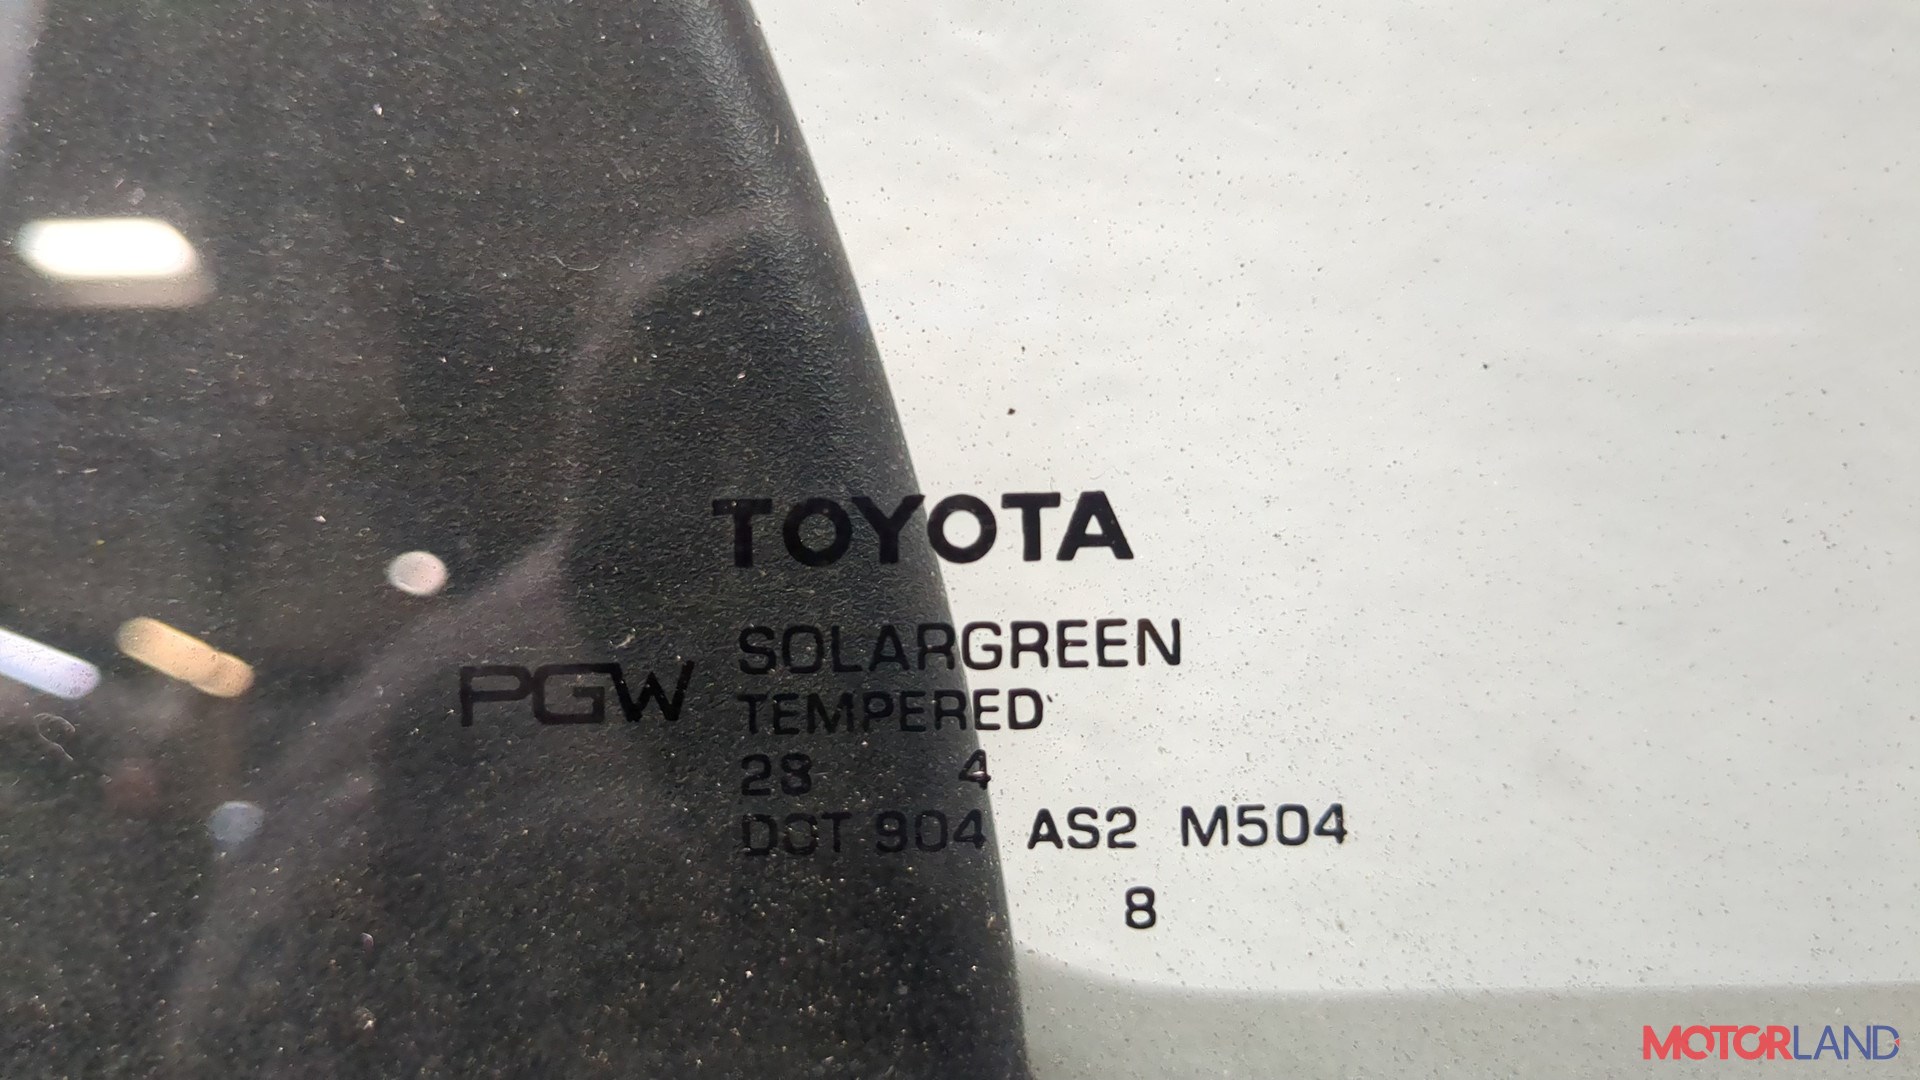 TOYOTA
SOLARGREEN
PGW
TEMPERED
28 4
DOT 904 AS2 M504
8
MOTORLAND